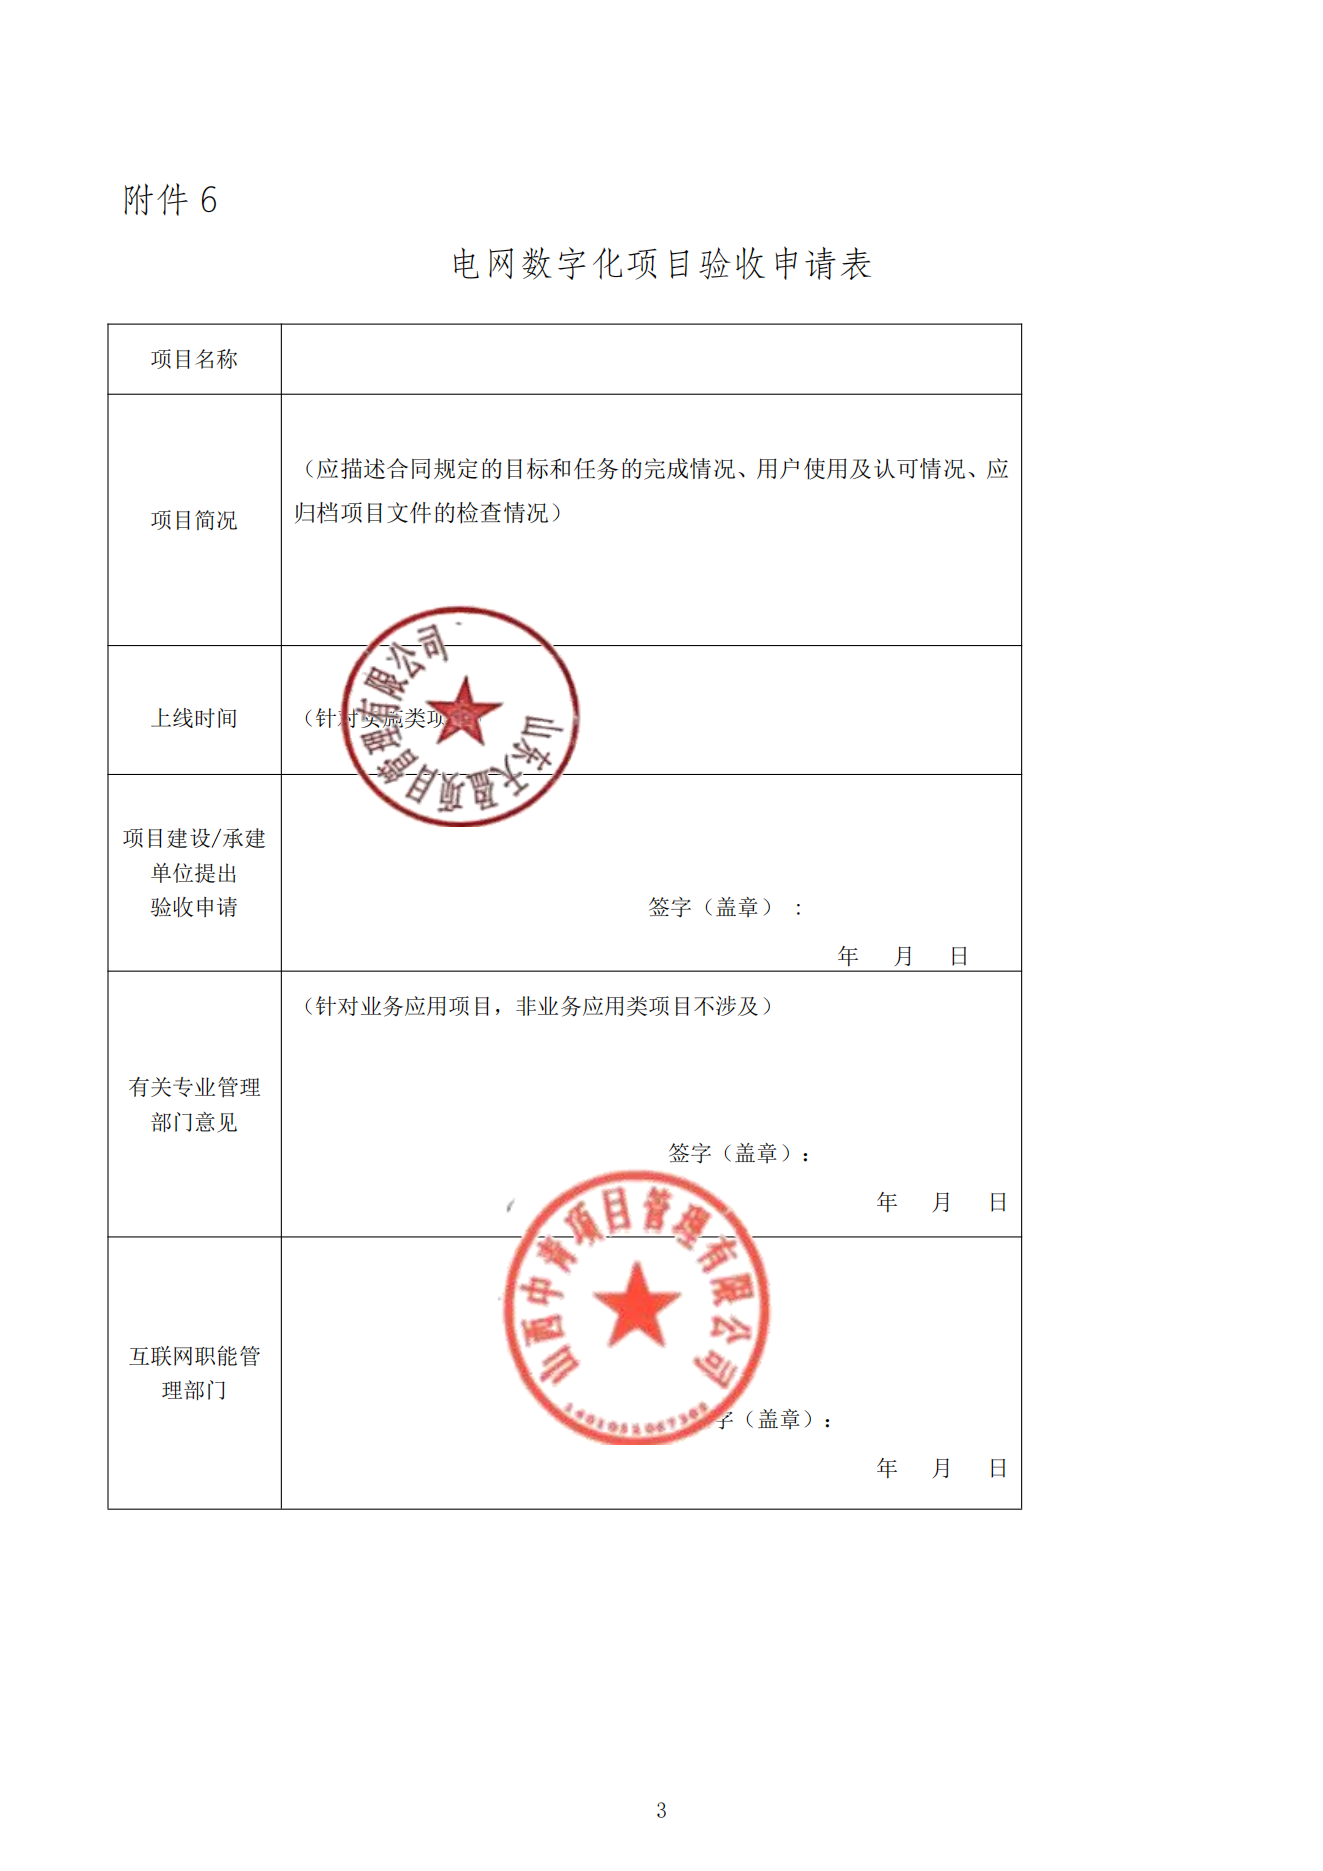 附件 6
电网数字化项目验收申请表
项目名称
项目简况
（应描述合同规定的目标和任务的完成情况、用户使用及认可情况、应
归档项目文件的检查情况）
上线时间
（针对实施类项
山东天盈项目管理有限公司
项目建设/承建
单位提出
验收申请
签字（盖章） :
年 月 日
有关专业管理
部门意见
（针对业务应用项目，非业务应用类项目不涉及）
签字（盖章）：
年 月 日
互联网职能管
理部门
山西中青项目管理有限公司
字（盖章）：
年 月 日
3